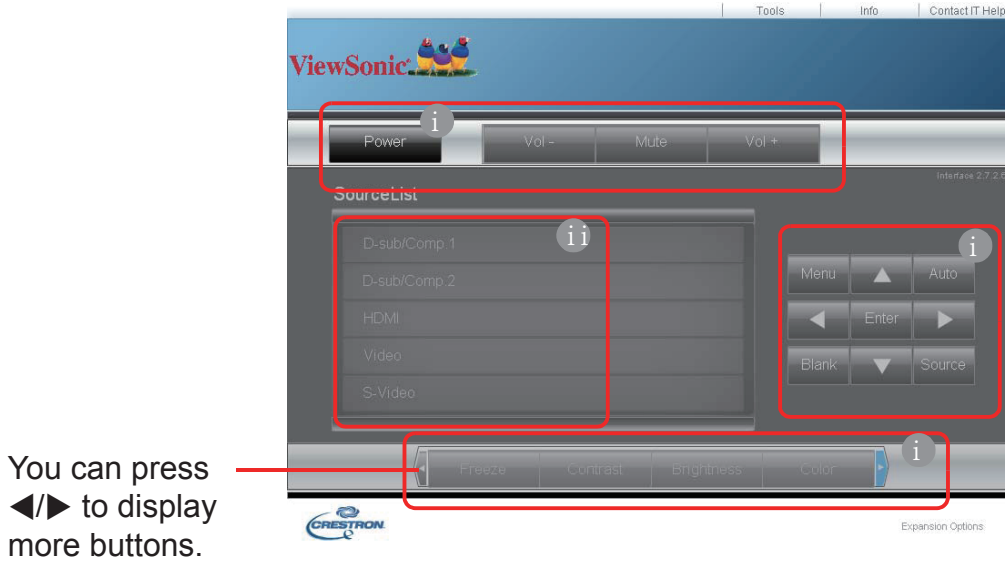 Tools Info Contact IT Help
ViewSonic
i
Power Vol - Mute Vol +
Interface 2.7.2.6
SourceList
ii
i
D-sub/Comp.1
D-sub/Comp.2
HDMI
Video
S-Video
Menu ▲ Auto
◀ Enter ▶
Blank ▼ Source
i
Freeze Contrast Brightness Color
You can press
◀/▶ to display
more buttons.
CRESTRON
Expansion Options